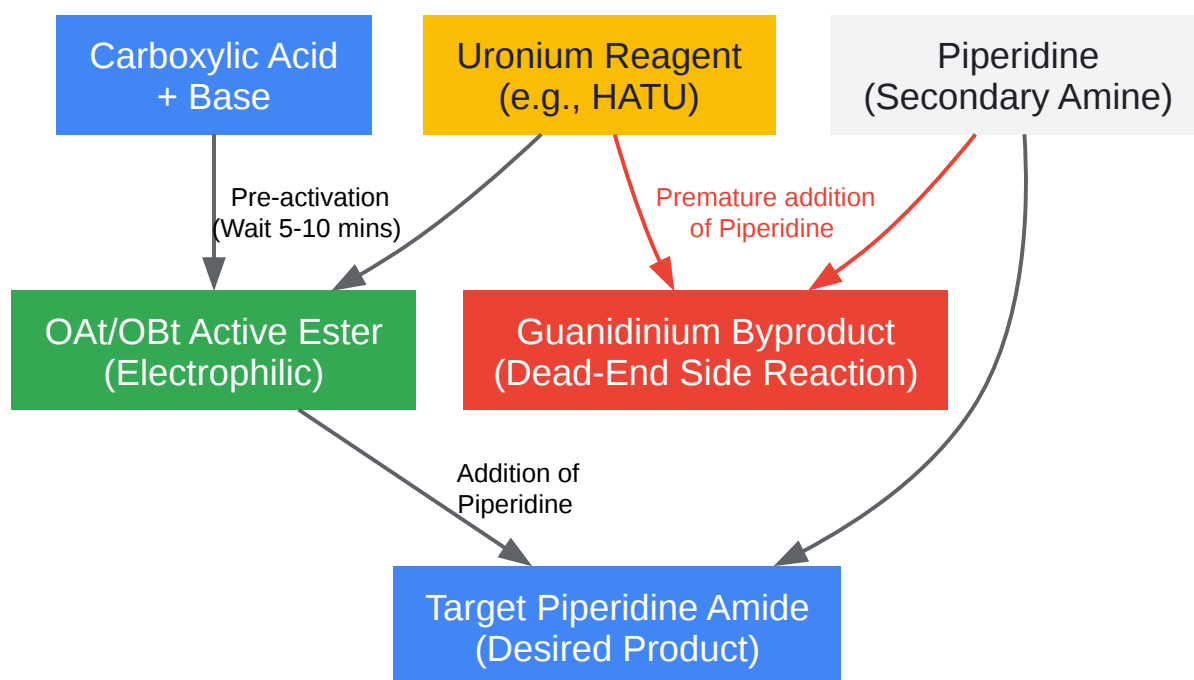 Carboxylic Acid
+ Base
Uronium Reagent
(e.g., HATU)
Piperidine
(Secondary Amine)
Pre-activation
(Wait 5-10 mins)
Premature addition
of Piperidine
OAt/OBt Active Ester
(Electrophilic)
Guanidinium Byproduct
(Dead-End Side Reaction)
Addition of
Piperidine
Target Piperidine Amide
(Desired Product)